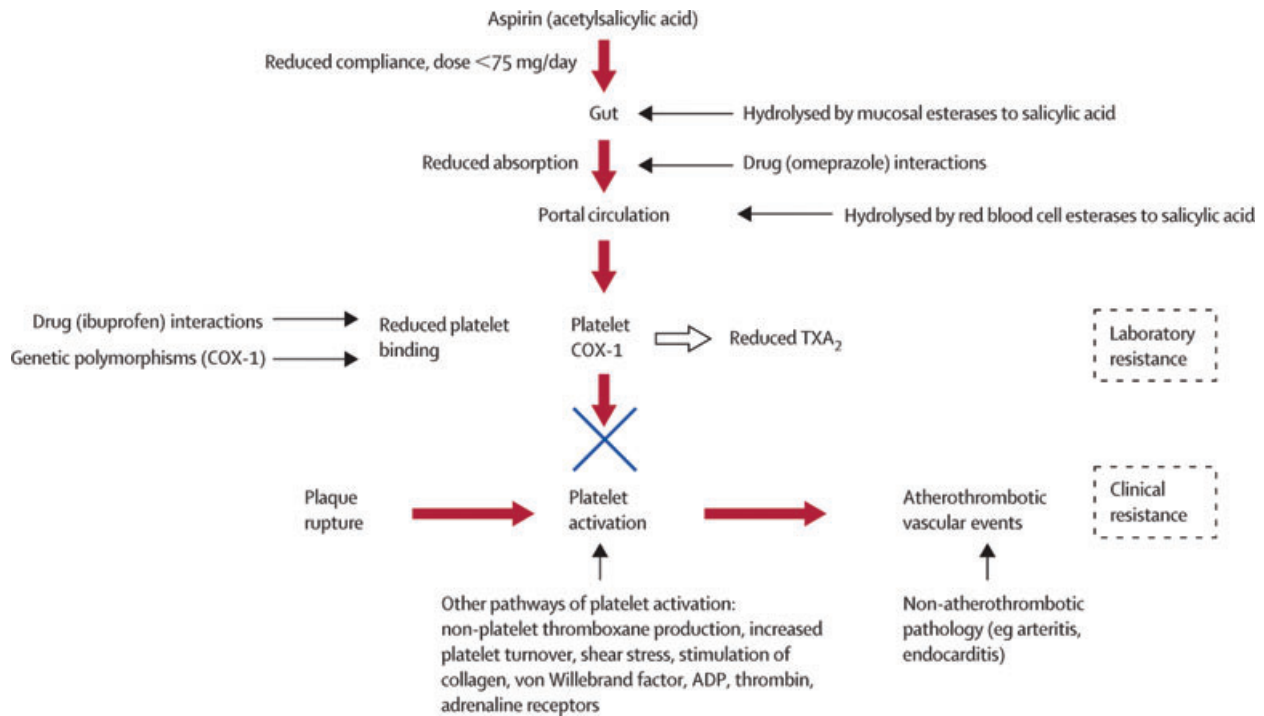 Aspirin (acetylsalicylic acid)
Reduced compliance, dose <75 mg/day
Gut
Hydrolysed by mucosal esterases to salicylic acid
Reduced absorption
Drug (omeprazole) interactions
Portal circulation
Hydrolysed by red blood cell esterases to salicylic acid
Drug (ibuprofen) interactions
Genetic polymorphisms (COX-1)
Reduced platelet
binding
Platelet
COX-1
Reduced TXA₂
Laboratory
resistance
Plaque
rupture
Platelet
activation
Atherothrombotic
vascular events
Clinical
resistance
Other pathways of platelet activation:
non-platelet thromboxane production, increased
platelet turnover, shear stress, stimulation of
collagen, von Willebrand factor, ADP, thrombin,
adrenaline receptors
Non-atherothrombotic
pathology (eg arteritis,
endocarditis)